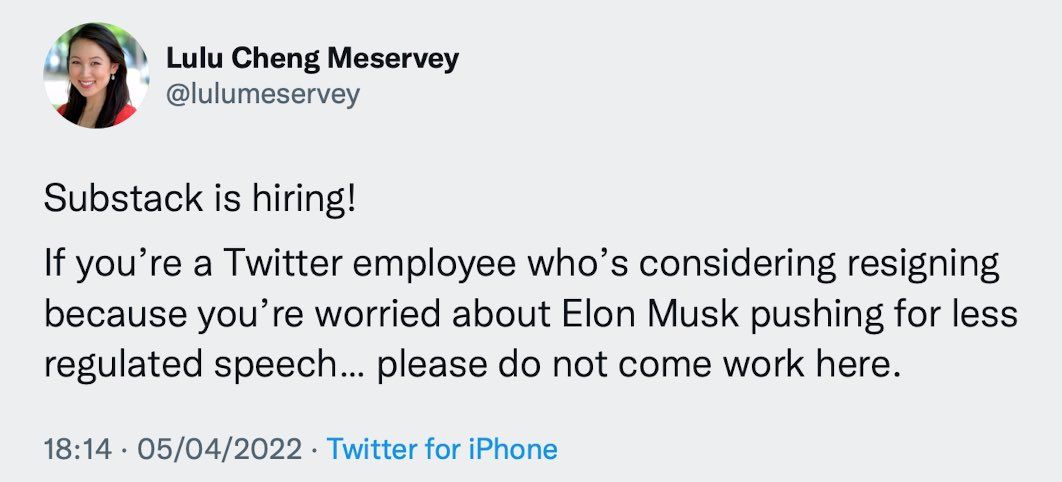 Lulu Cheng Meservey
@lulumeservey
Substack is hiring!
If you’re a Twitter employee who’s considering resigning
because you’re worried about Elon Musk pushing for less
regulated speech... please do not come work here.
18:14 · 05/04/2022 · Twitter for iPhone